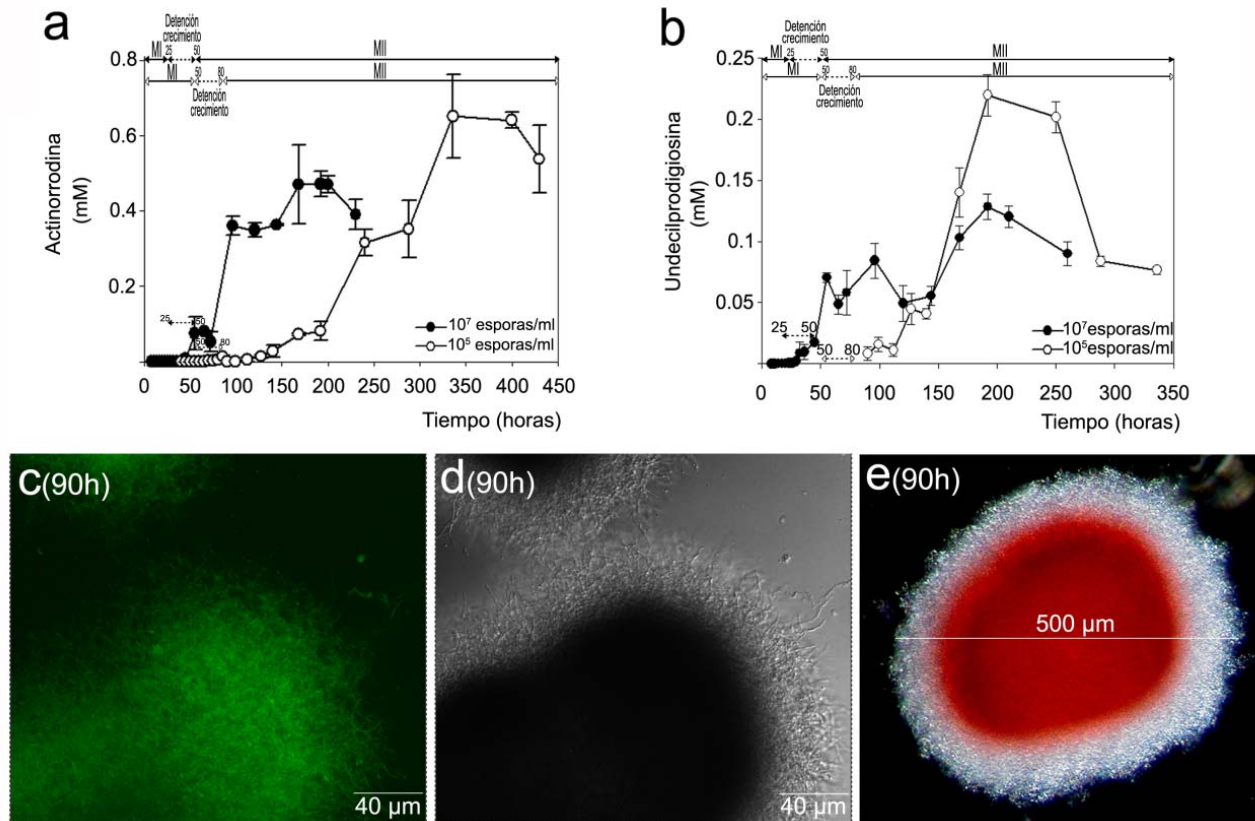 a
Detención
crecimiento
MI 25 50 MII
MI 50 80 MII
Detención
crecimiento
0.8
0.6
0.4
0.2
Actinorrodina
(mM)
25 50
50 80
10⁷ esporas/ml
10⁵ esporas/ml
0 50 100 150 200 250 300 350 400 450
Tiempo (horas)
b
Detención
crecimiento
MI 25 50 MII
MI 50 80 MII
Detención
crecimiento
0.25
0.2
0.15
0.1
0.05
Undecilprodigiosina
(mM)
25 50
50 80
10⁷ esporas/ml
10⁵esporas/ml
0 50 100 150 200 250 300 350
Tiempo (horas)
c(90h)
40 µm
d(90h)
40 µm
e(90h)
500 µm